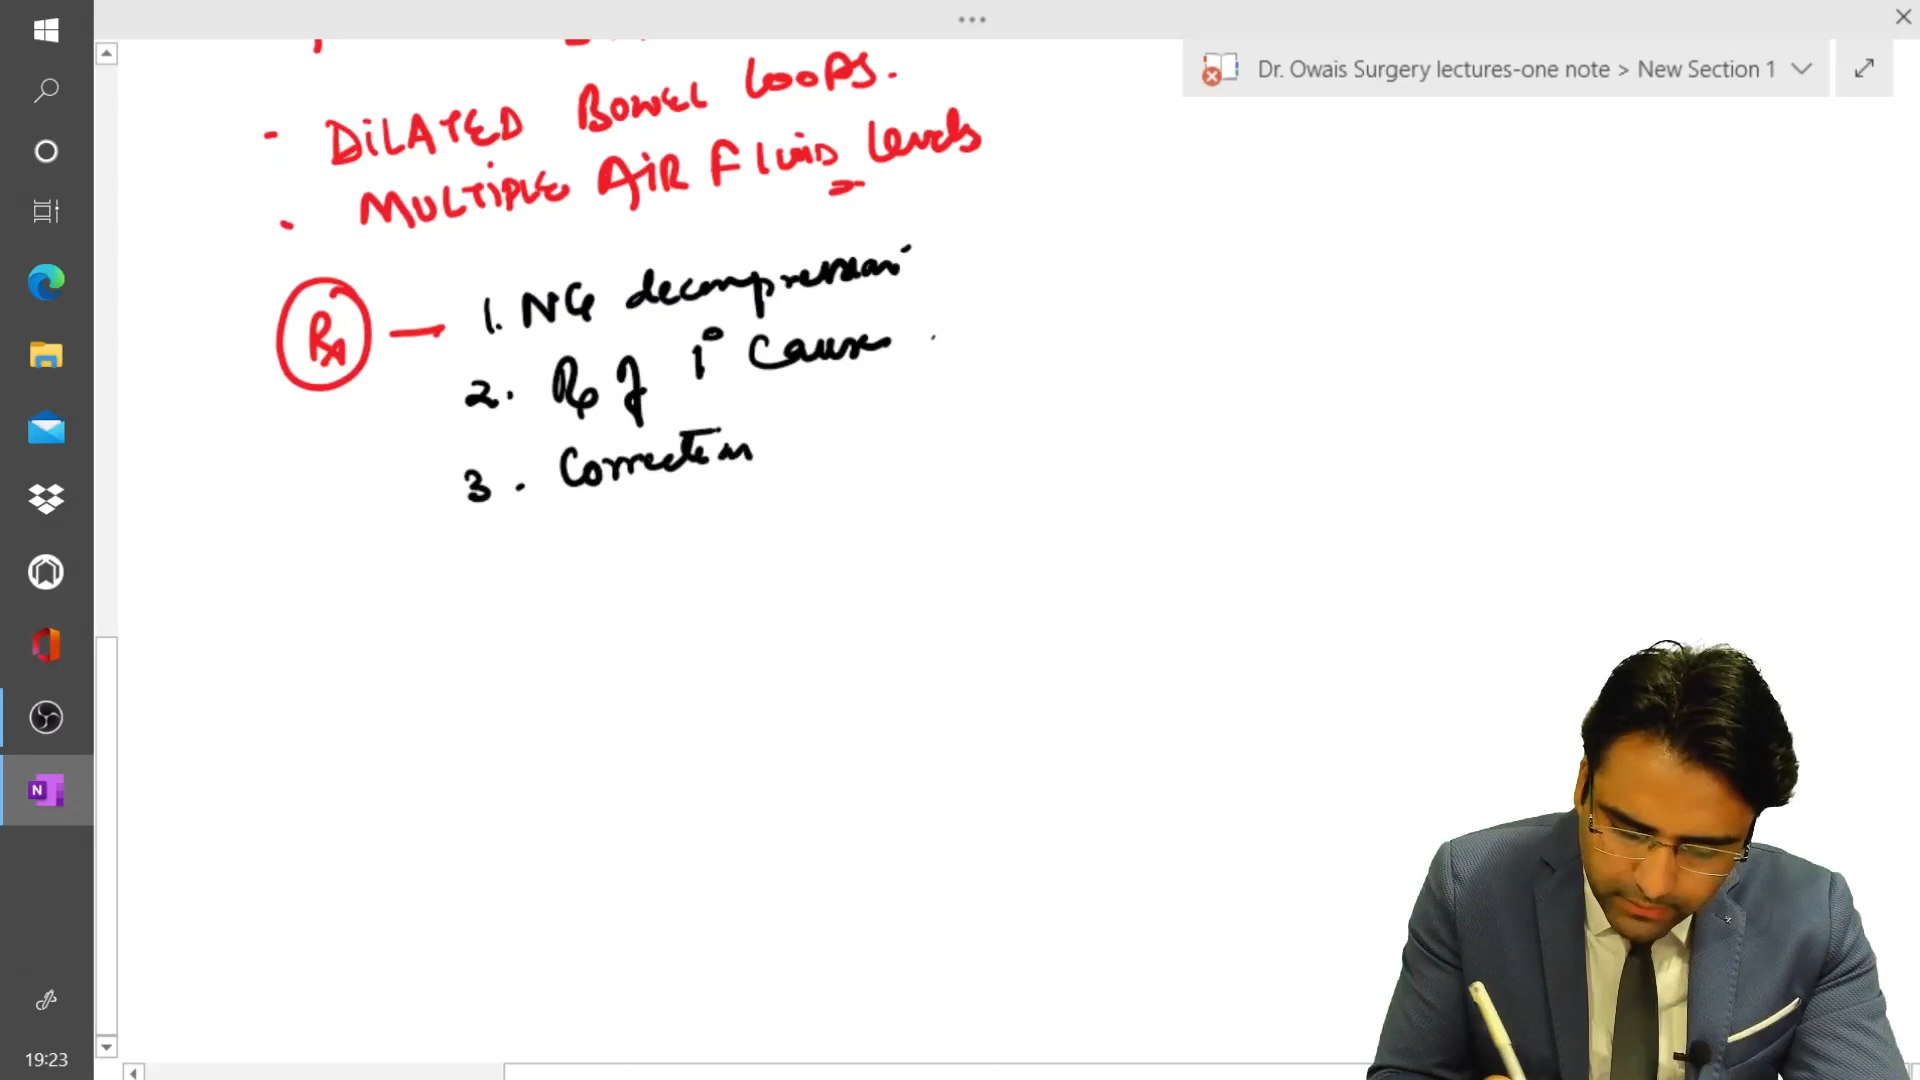 Dr. Owais Surgery lectures-one note > New Section 1
- DILATED BOWEL LOOPS.
. MULTIPLE AIR FLUID levels
Rx — 1. NG decompression
2. Rx of 1° Cause
3. Correction
N
19:23